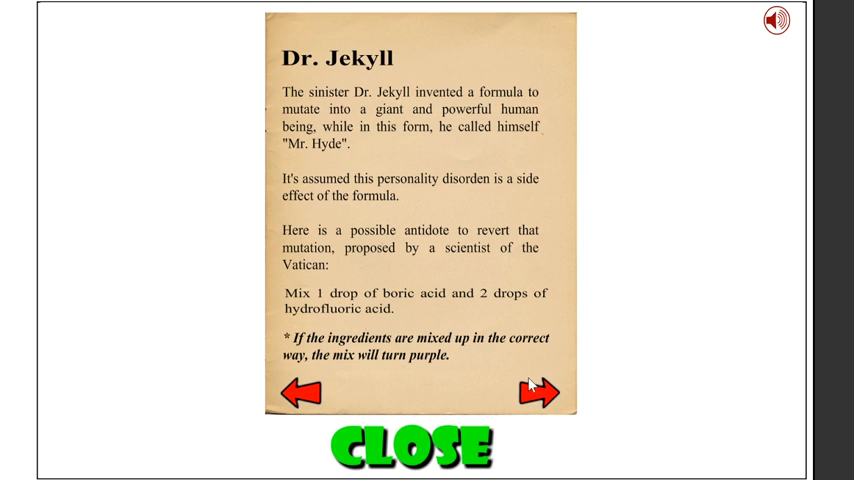 Dr. Jekyll
The sinister Dr. Jekyll invented a formula to
mutate into a giant and powerful human
being, while in this form, he called himself
"Mr. Hyde".
It's assumed this personality disorden is a side
effect of the formula.
Here is a possible antidote to revert that
mutation, proposed by a scientist of the
Vatican:
Mix 1 drop of boric acid and 2 drops of
hydrofluoric acid.
* If the ingredients are mixed up in the correct
way, the mix will turn purple.
CLOSE